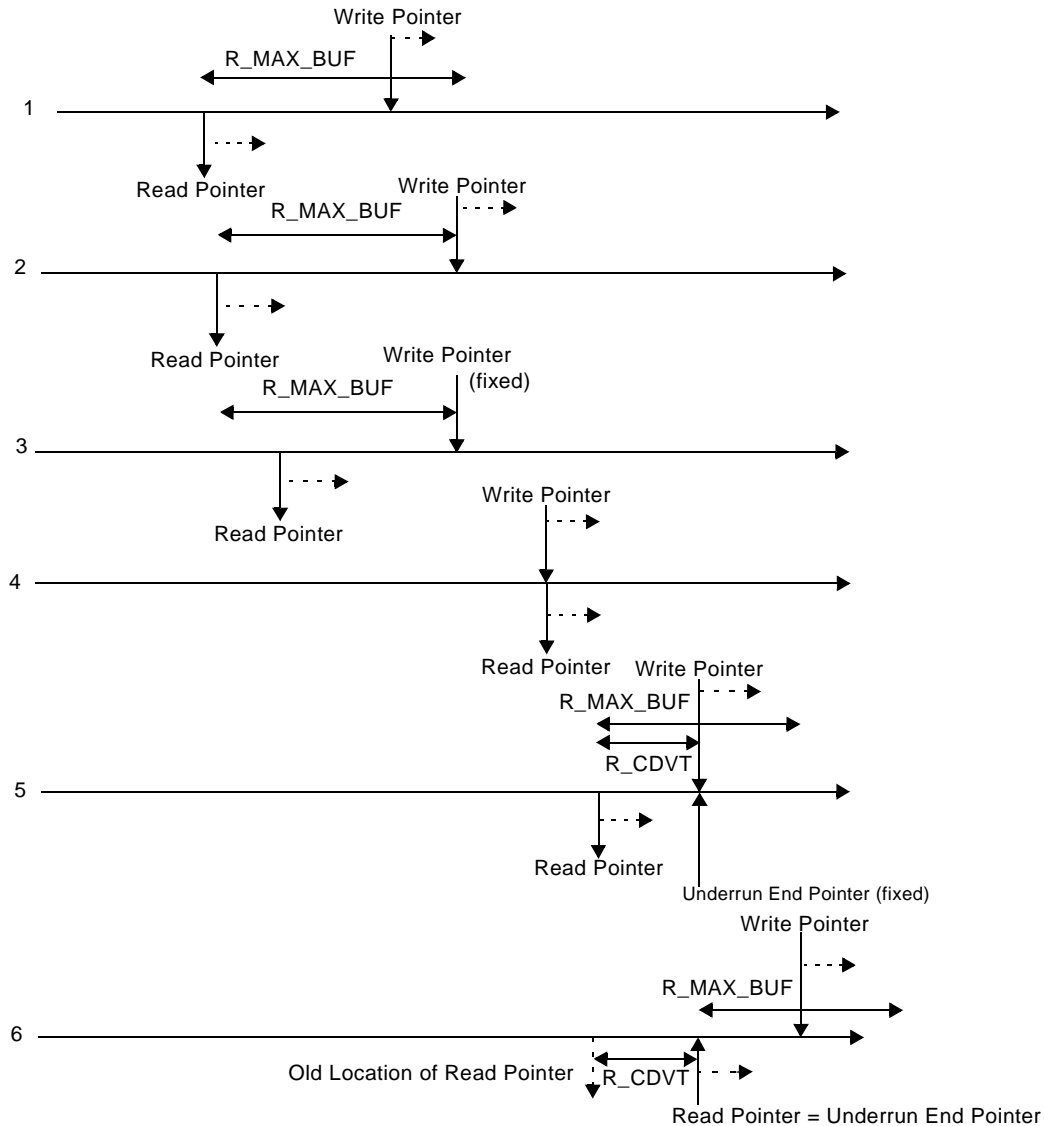 Write Pointer
R_MAX_BUF
1
Read Pointer
Write Pointer
R_MAX_BUF
2
Read Pointer
Write Pointer
(fixed)
R_MAX_BUF
3
Read Pointer
Write Pointer
4
Read Pointer
Write Pointer
R_MAX_BUF
R_CDVT
5
Read Pointer
Underrun End Pointer (fixed)
Write Pointer
R_MAX_BUF
6
Old Location of Read Pointer
R_CDVT
Read Pointer = Underrun End Pointer